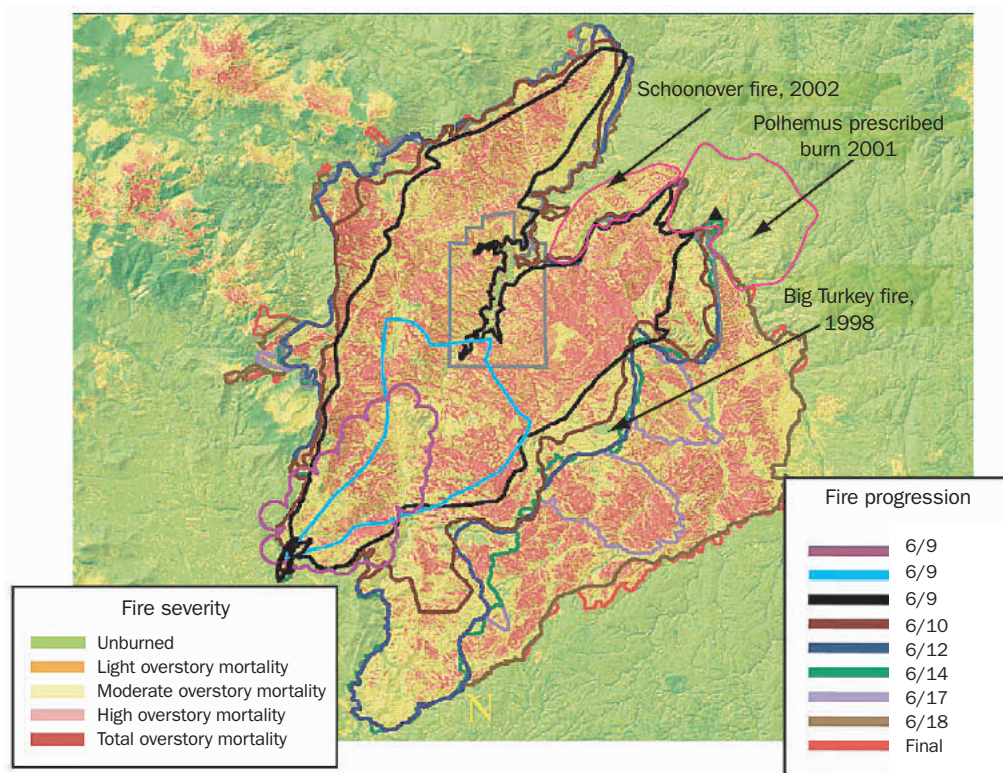 Schoonover fire, 2002
Polhemus prescribed
burn 2001
Big Turkey fire,
1998
Fire severity
Unburned
Light overstory mortality
Moderate overstory mortality
High overstory mortality
Total overstory mortality
N
Fire progression
6/9
6/9
6/9
6/10
6/12
6/14
6/17
6/18
Final